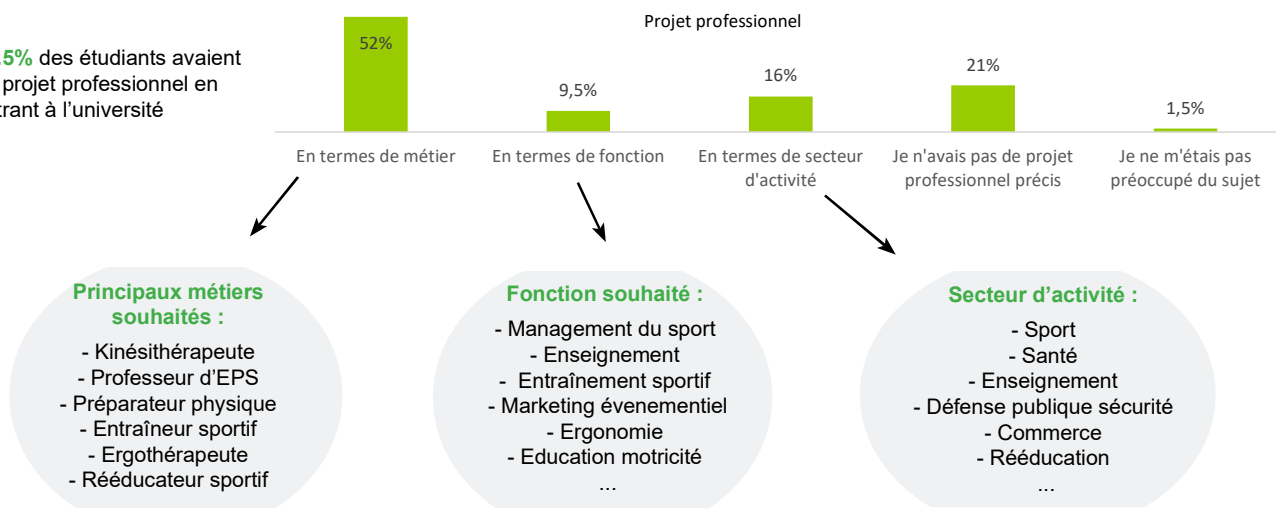 Projet professionnel
5% des étudiants avaient
projet professionnel en
trant à l'université
52%
9,5%
16%
21%
1,5%
En termes de métier
En termes de fonction
En termes de secteur
d'activité
Je n'avais pas de projet
professionnel précis
Je ne m'étais pas
préoccupé du sujet
Principaux métiers
souhaités :
- Kinésithérapeute
- Professeur d'EPS
- Préparateur physique
- Entraîneur sportif
- Ergothérapeute
- Rééducateur sportif
Fonction souhaité :
- Management du sport
- Enseignement
- Entraînement sportif
- Marketing évenementiel
- Ergonomie
- Education motricité
...
Secteur d'activité :
- Sport
- Santé
- Enseignement
- Défense publique sécurité
- Commerce
- Rééducation
...